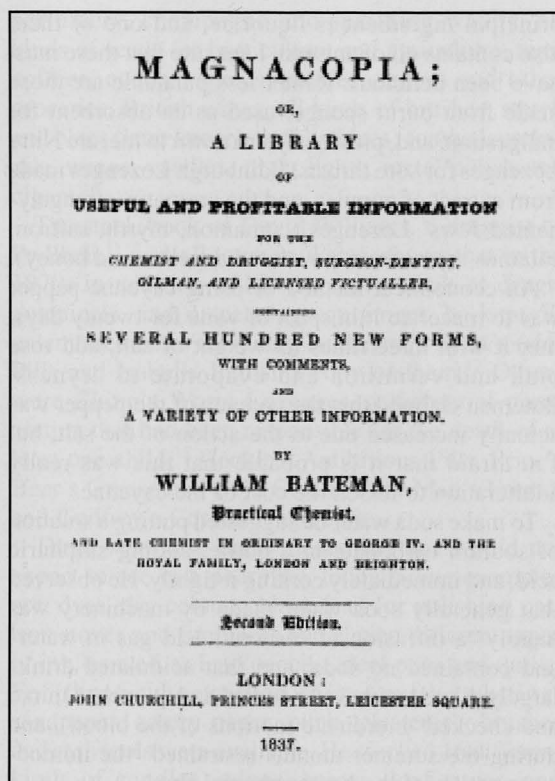 MAGNACOPIA;
OR,
A LIBRARY
OF
USEFUL AND PROFITABLE INFORMATION
FOR THE
CHEMIST AND DRUGGIST, SURGEON-DENTIST,
OILMAN, AND LICENSED VICTUALLER,
CONTAINING
SEVERAL HUNDRED NEW FORMS,
WITH COMMENTS,
AND
A VARIETY OF OTHER INFORMATION.
BY
WILLIAM BATEMAN,
Practical Chemist,
AND LATE CHEMIST IN ORDINARY TO GEORGE IV. AND THE
ROYAL FAMILY, LONDON AND BRIGHTON.
Second Edition.
LONDON:
JOHN CHURCHILL, PRINCES STREET, LEICESTER SQUARE.
1837.